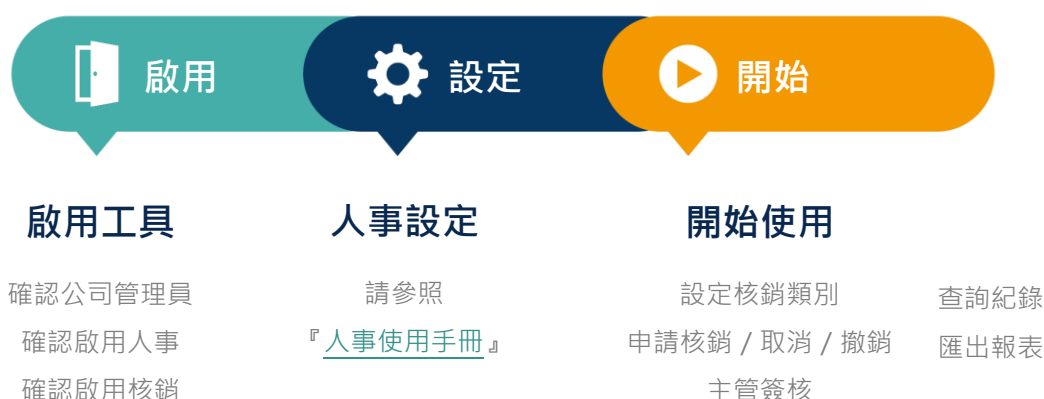 啟用
設定
開始
啟用工具
人事設定
開始使用
確認公司管理員
確認啟用人事
確認啟用核銷
請參照
『人事使用手冊』
設定核銷類別
申請核銷 / 取消 / 撤銷
主管簽核
查詢紀錄
匯出報表